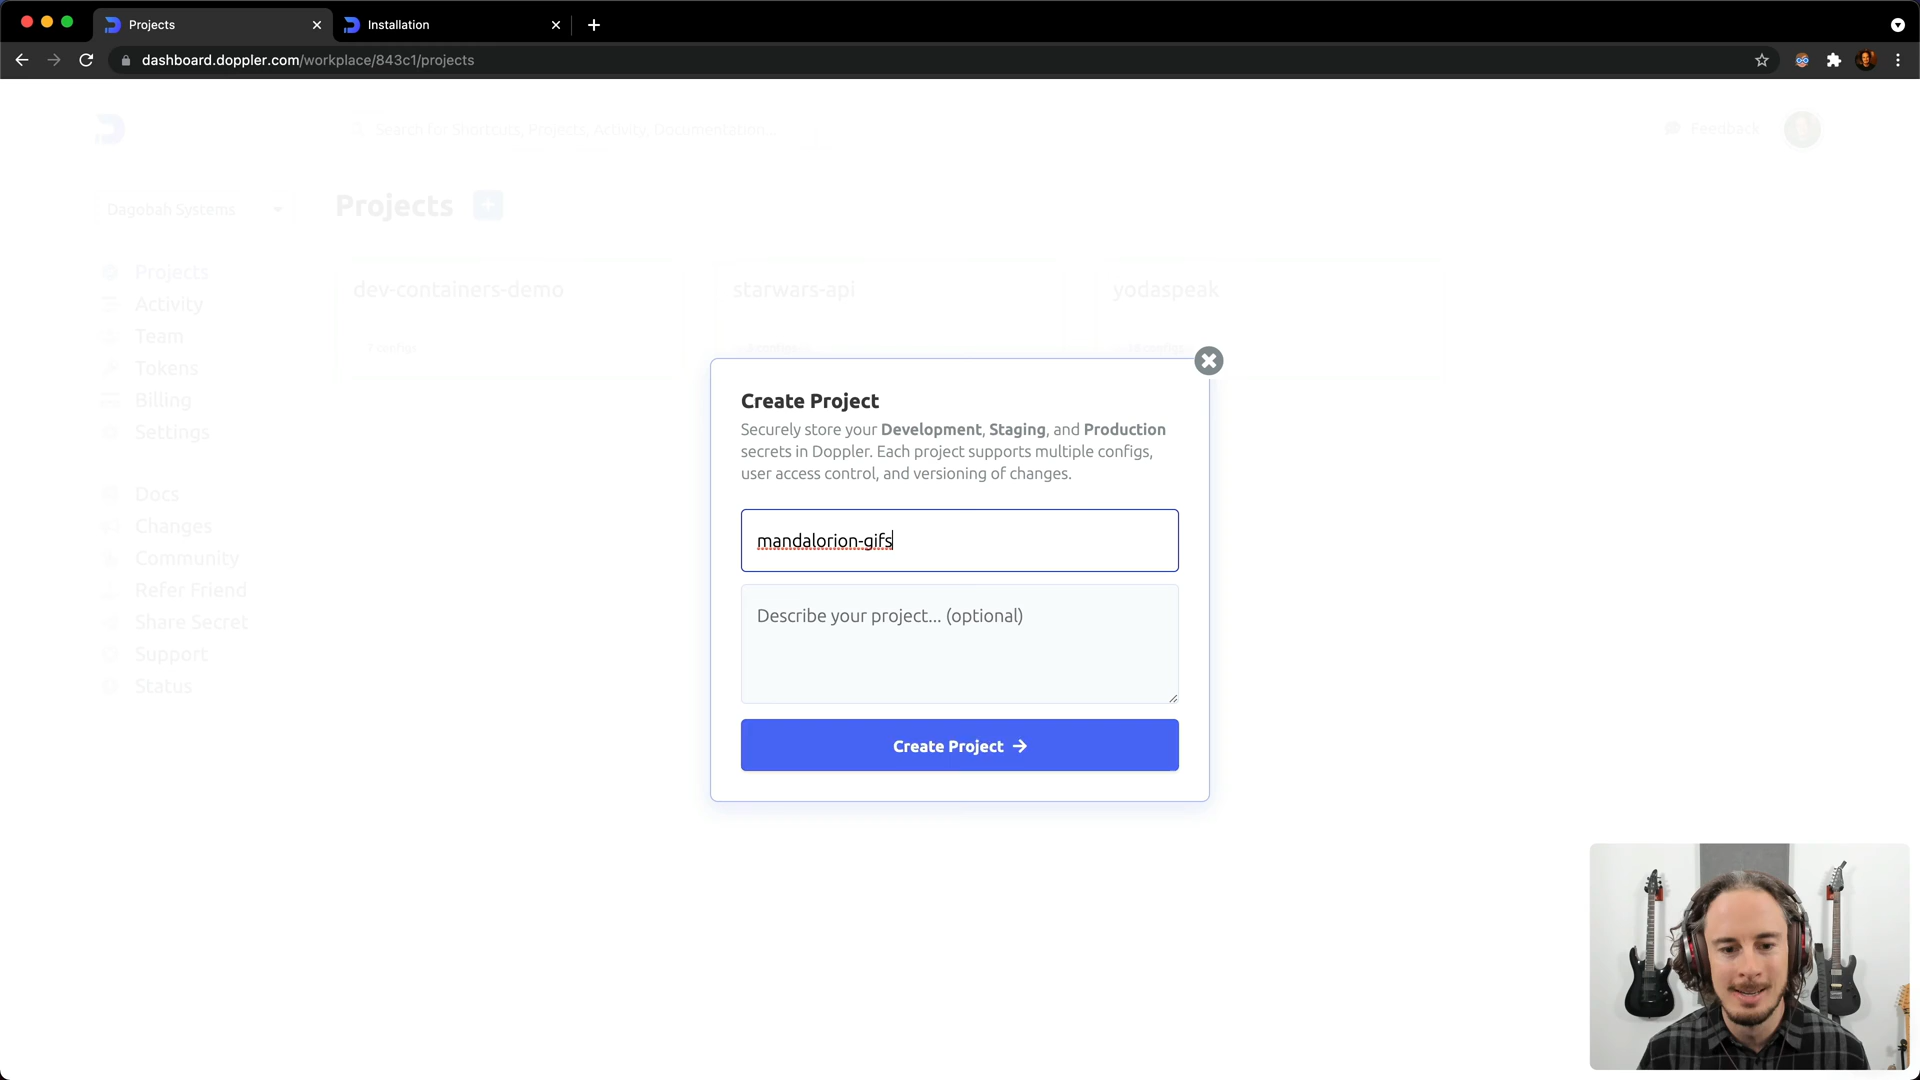 Projects
Installation
dashboard.doppler.com/workplace/843c1/projects
Search for Shortcuts, Projects, Activity, Documentation...
Feedback
Dagobah Systems
Projects
Projects
Activity
Team
Tokens
Billing
Settings
Docs
Changes
Community
Refer Friend
Share Secret
Support
Status
dev-containers-demo
starwars-api
yodaspeak
Create Project
Securely store your Development, Staging, and Production
secrets in Doppler. Each project supports multiple configs,
user access control, and versioning of changes.
mandalorion-gifs
Describe your project... (optional)
Create Project